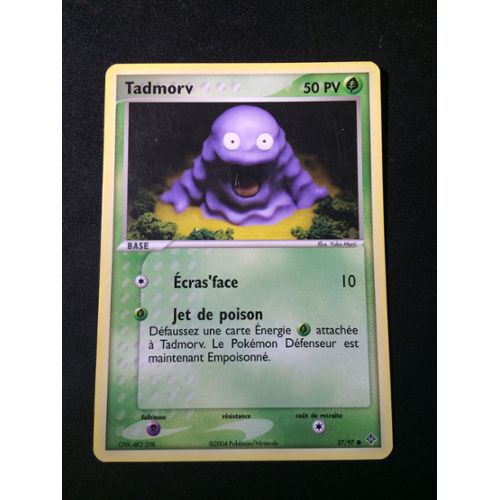 Tadmorv
50 PV
BASE
Illus. Yuka Morii
Écras'face 10
Jet de poison
Défaussez une carte Énergie attachée
à Tadmorv. Le Pokémon Défenseur est
maintenant Empoisonné.
faiblesse résistance coût de retraite
©2004 Pokémon/Nintendo
57/97